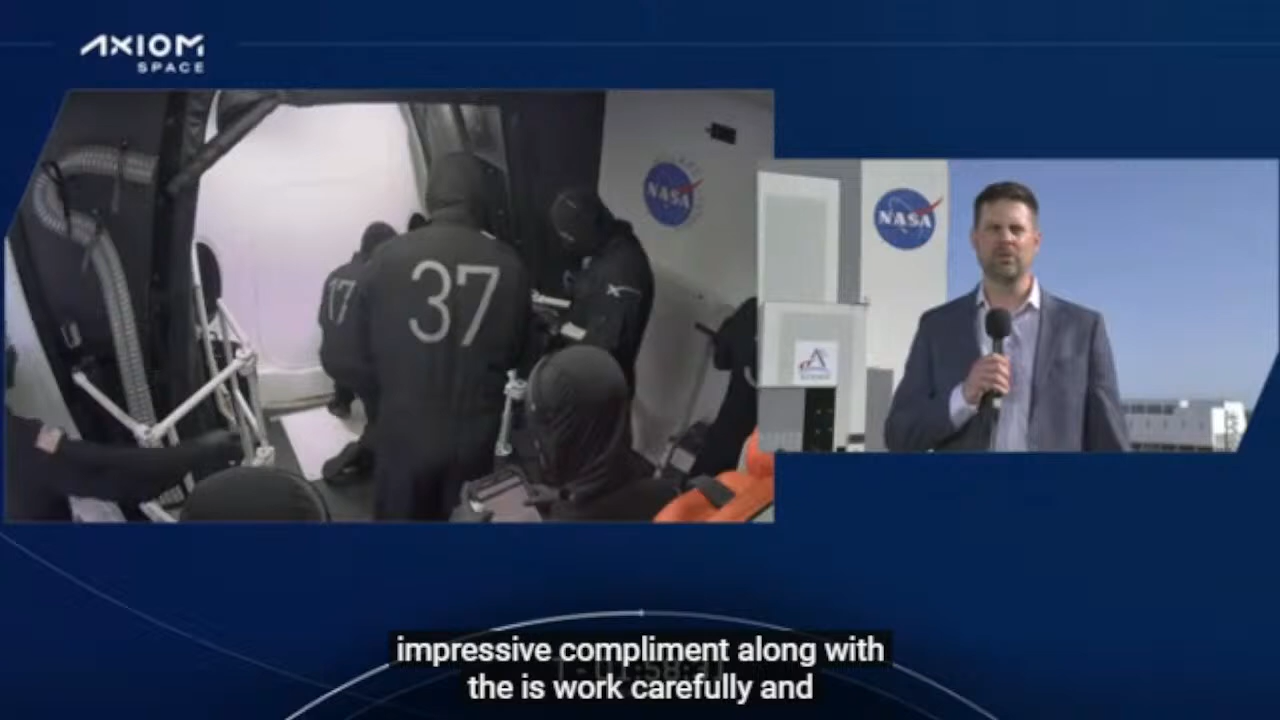 AXIOM
SPACE
NASA
NASA
37
17
impressive compliment along with
the is work carefully and